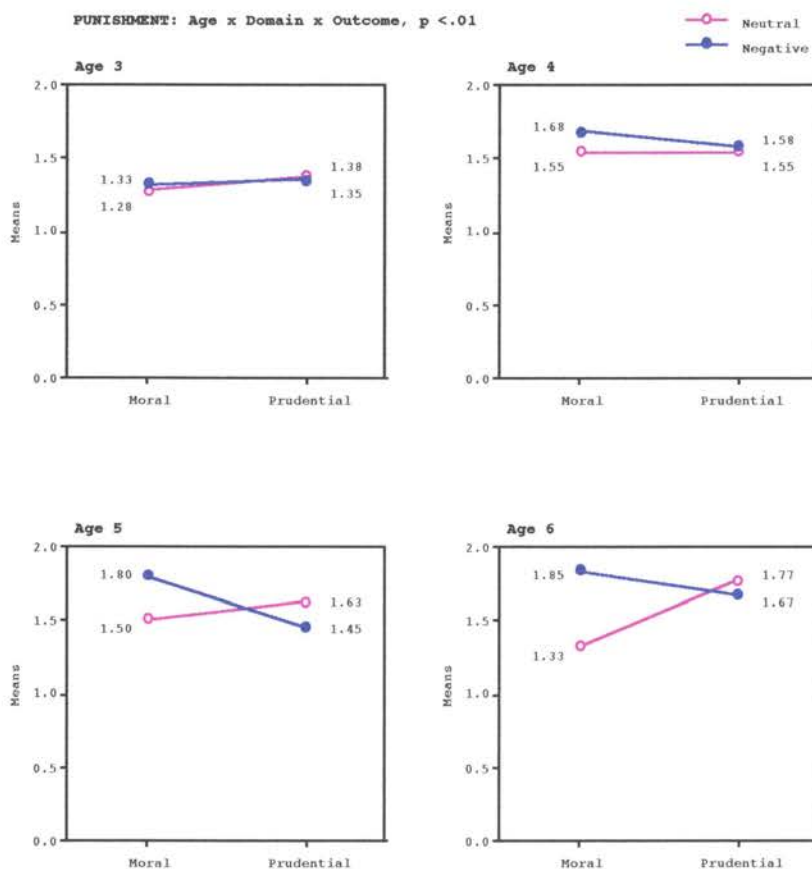 PUNISHMENT: Age x Domain x Outcome, p <.01
Neutral
Negative
Age 3
2.0
1.5
1.0
0.5
0.0
Means
1.33
1.28
1.38
1.35
Moral Prudential
Age 4
2.0
1.5
1.0
0.5
0.0
Means
1.68
1.55
1.58
1.55
Moral Prudential
Age 5
2.0
1.5
1.0
0.5
0.0
Means
1.80
1.50
1.63
1.45
Moral Prudential
Age 6
2.0
1.5
1.0
0.5
0.0
Means
1.85
1.33
1.77
1.67
Moral Prudential